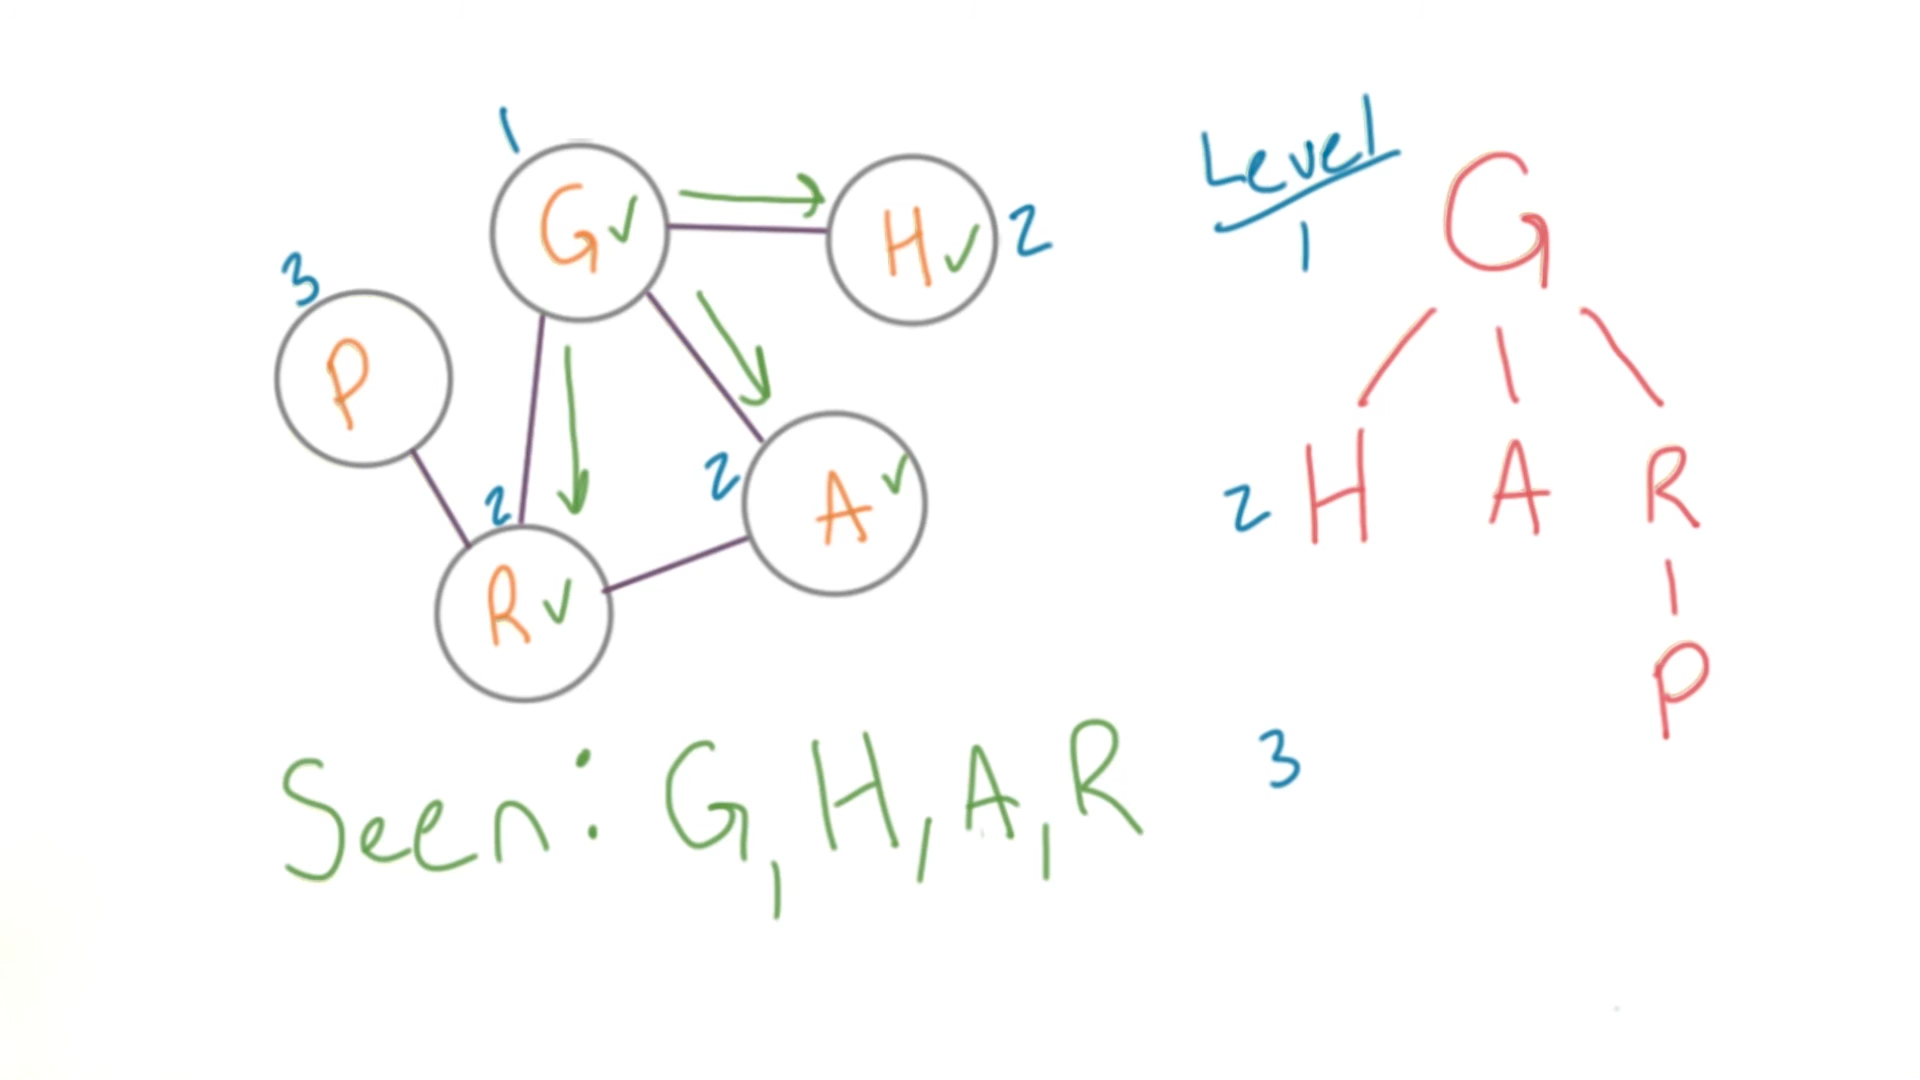 1
G✓
H✓ 2
3
P
2
2
A✓
R✓
Seen: G, H, A, R
Level
1
G
2
H A R
P
3